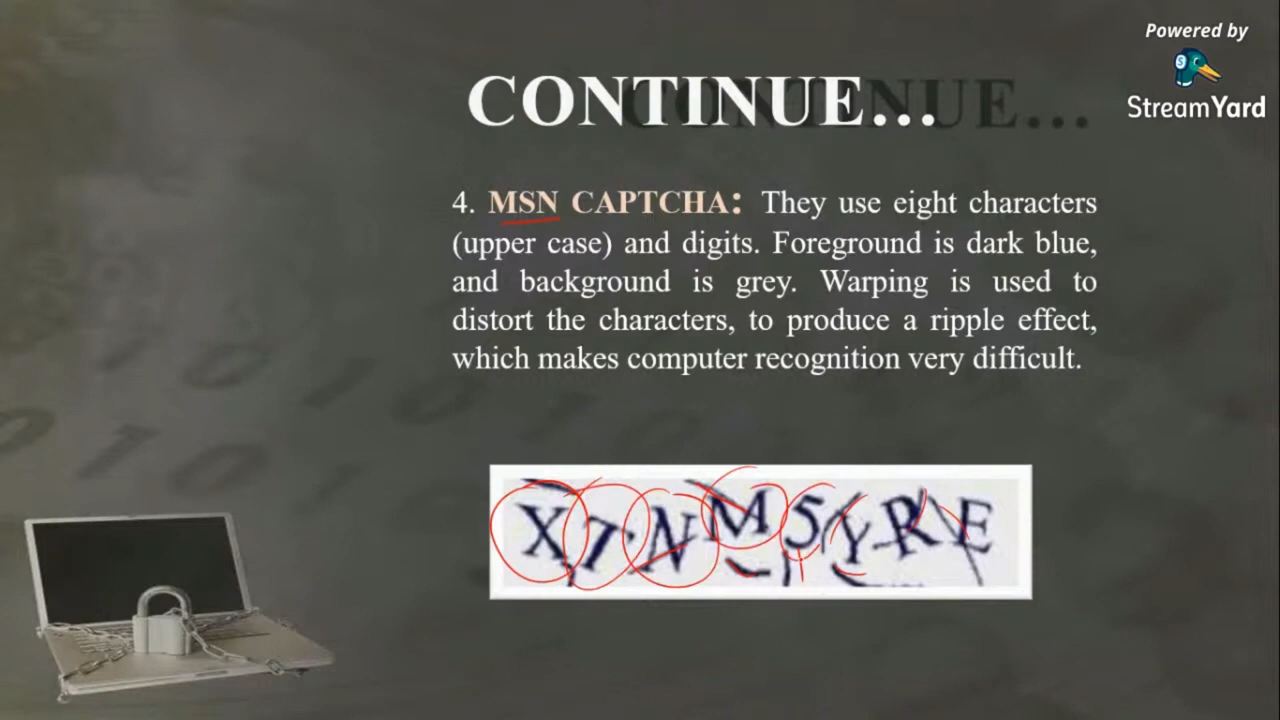 Powered by
StreamYard
CONTINUE...
4. MSN CAPTCHA: They use eight characters
(upper case) and digits. Foreground is dark blue,
and background is grey. Warping is used to
distort the characters, to produce a ripple effect,
which makes computer recognition very difficult.
XTNM5YRE